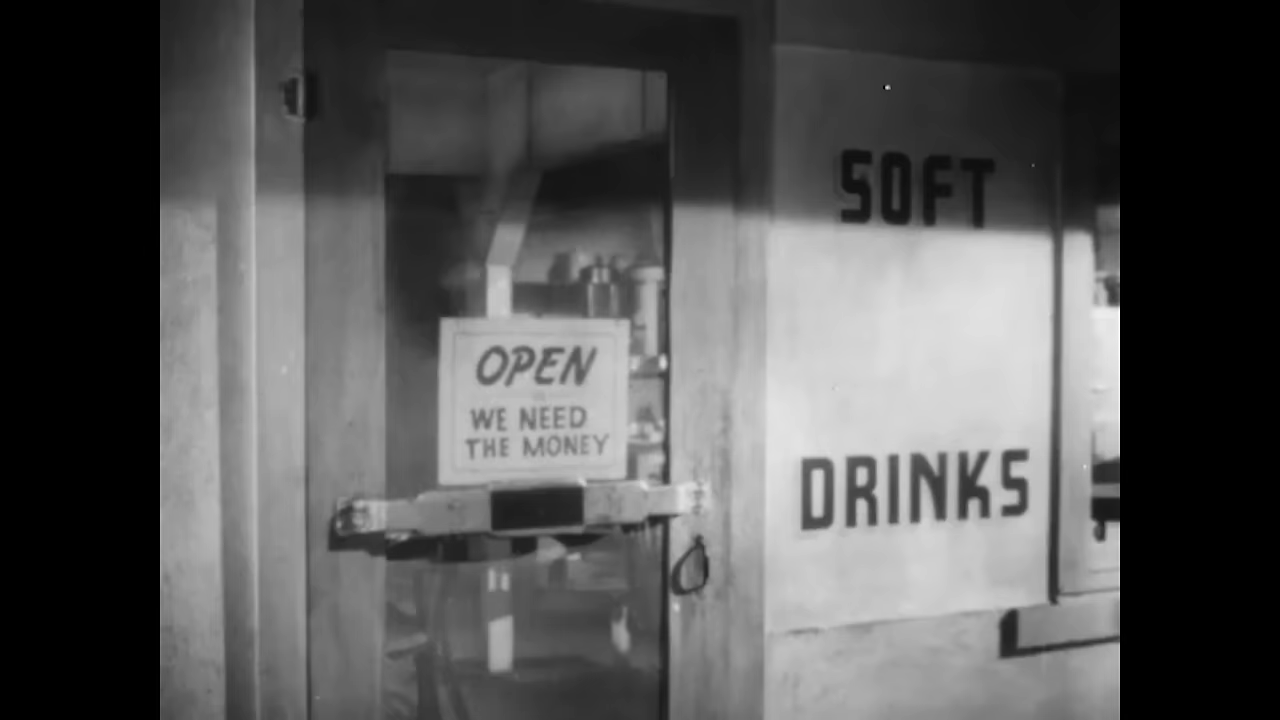 OPEN
WE NEED
THE MONEY
SOFT
DRINKS